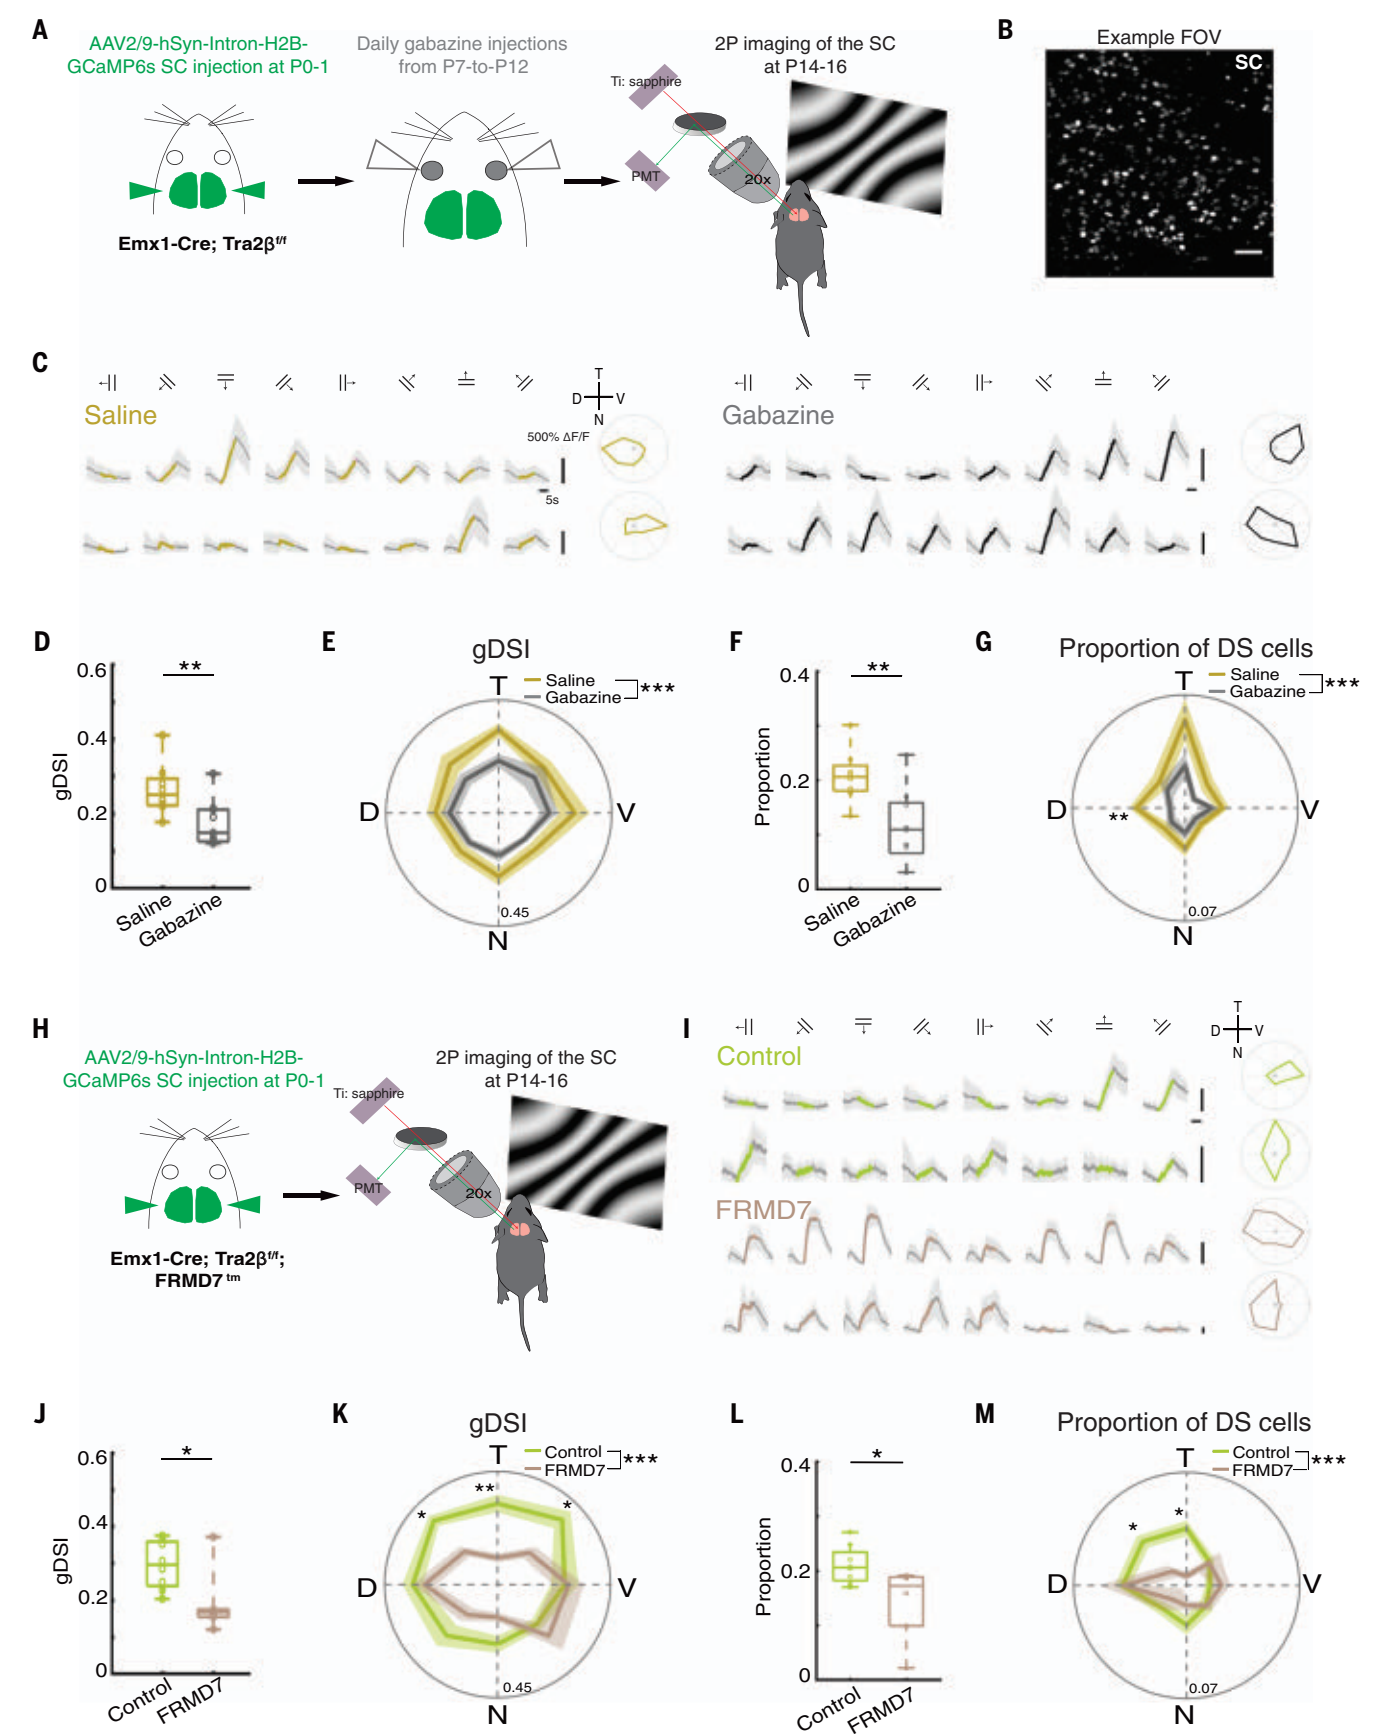 A
AAV2/9-hSyn-Intron-H2B-
GCaMP6s SC injection at P0-1
Emx1-Cre; Tra2βf/f
Daily gabazine injections
from P7-to-P12
2P imaging of the SC
at P14-16
Ti: sapphire
PMT
20x
B
Example FOV
SC
C
Saline
T
D
V
N
500% ΔF/F
5s
Gabazine
D
0.6
**
0.4
gDSI
0.2
0
Saline
Gabazine
E
gDSI
T
Saline
Gabazine
***
D
V
0.45
N
F
0.4
**
Proportion
0.2
0
Saline
Gabazine
G
Proportion of DS cells
T
Saline
Gabazine
***
D
V
**
0.07
N
H
AAV2/9-hSyn-Intron-H2B-
GCaMP6s SC injection at P0-1
Emx1-Cre; Tra2βf/f;
FRMD7 tm
2P imaging of the SC
at P14-16
Ti: sapphire
PMT
20x
I
T
D
V
N
Control
FRMD7
J
0.6
*
0.4
gDSI
0.2
0
Control
FRMD7
K
gDSI
T
Control
FRMD7
***
**
*
*
D
V
0.45
N
L
0.4
*
Proportion
0.2
0
Control
FRMD7
M
Proportion of DS cells
T
Control
FRMD7
***
*
*
D
V
0.07
N